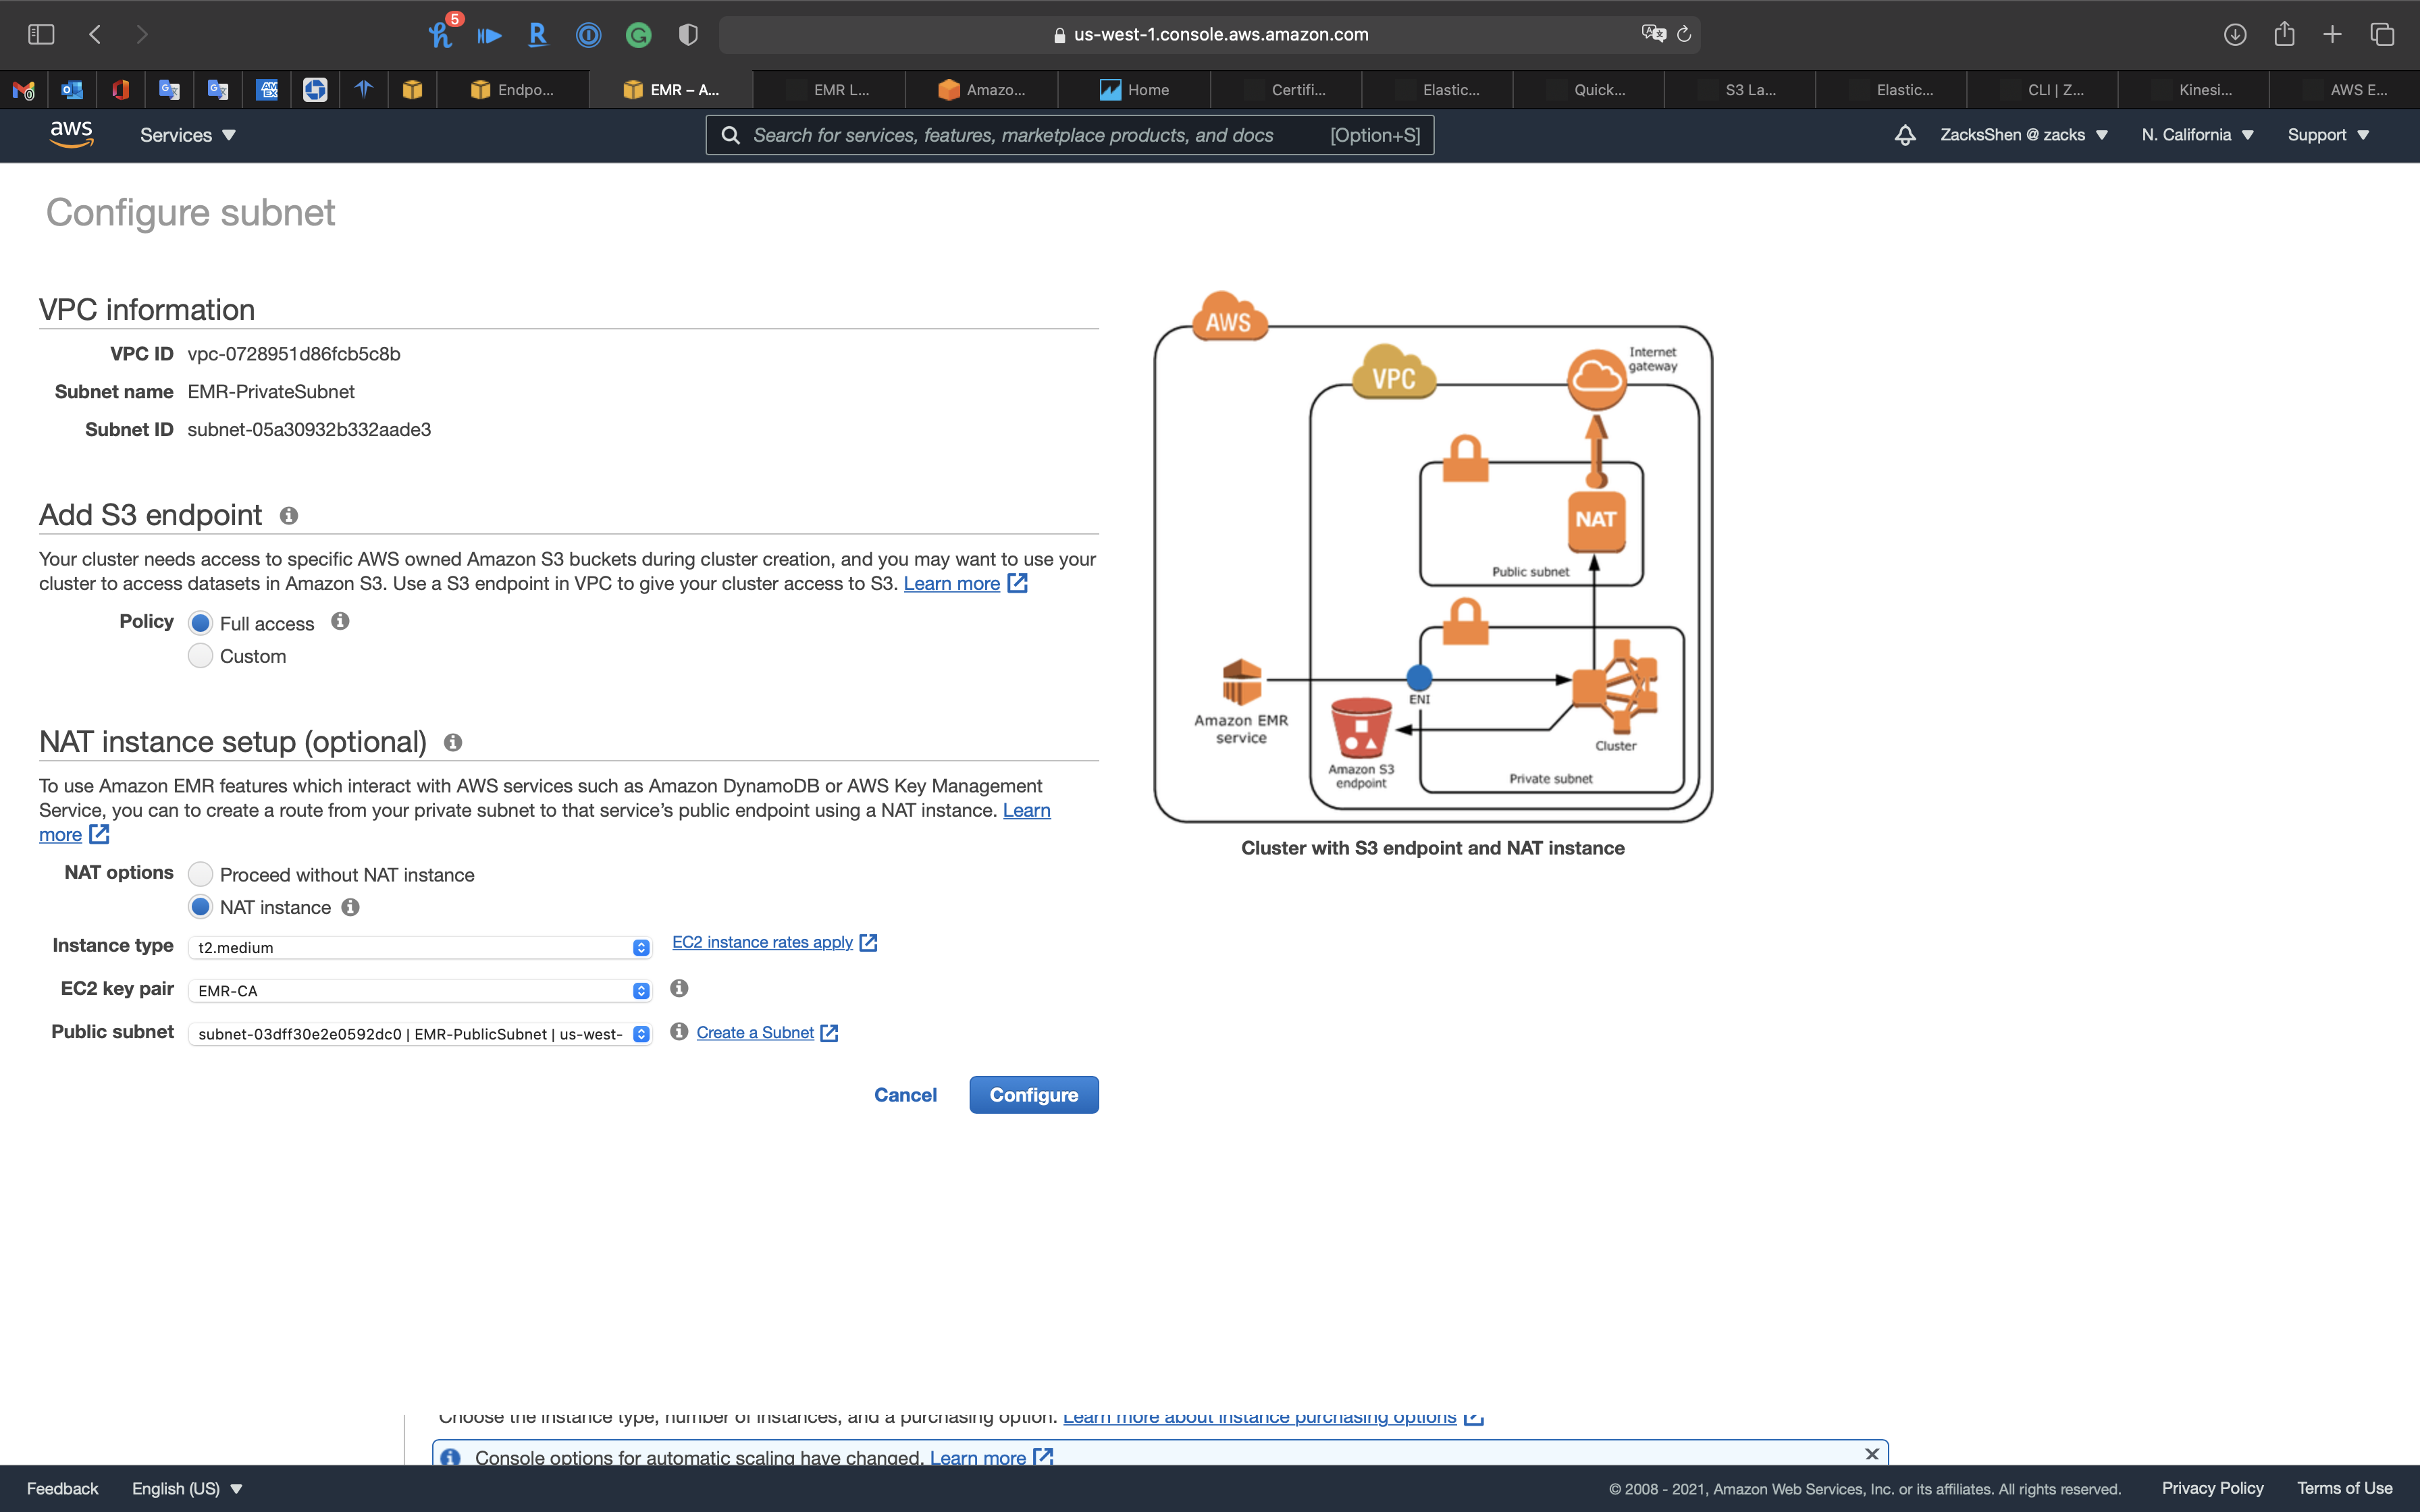 5
us-west-1.console.aws.amazon.com
Endpo...
EMR – A...
EMR L...
Amazo...
Home
Certifi...
Elastic...
Quick...
S3 La...
Elastic...
CLI | Z...
Kinesi...
AWS E...
aws
Services
Search for services, features, marketplace products, and docs
[Option+S]
ZacksShen @ zacks
N. California
Support
Configure subnet
VPC information
VPC ID vpc-0728951d86fcb5c8b
Subnet name EMR-PrivateSubnet
Subnet ID subnet-05a30932b332aade3
Add S3 endpoint
Your cluster needs access to specific AWS owned Amazon S3 buckets during cluster creation, and you may want to use your
cluster to access datasets in Amazon S3. Use a S3 endpoint in VPC to give your cluster access to S3. Learn more
Policy Full access
Custom
NAT instance setup (optional)
To use Amazon EMR features which interact with AWS services such as Amazon DynamoDB or AWS Key Management
Service, you can to create a route from your private subnet to that service's public endpoint using a NAT instance. Learn
more
NAT options Proceed without NAT instance
NAT instance
Instance type t2.medium EC2 instance rates apply
EC2 key pair EMR-CA
Public subnet subnet-03dff30e2e0592dc0 | EMR-PublicSubnet | us-west- Create a Subnet
Cancel Configure
AWS
VPC
Internet
gateway
NAT
Public subnet
ENI
Amazon EMR
service
Amazon S3
endpoint
Cluster
Private subnet
Cluster with S3 endpoint and NAT instance
Choose the instance type, number of instances, and a purchasing option. Learn more about instance purchasing options
Console options for automatic scaling have changed. Learn more
Feedback
English (US)
© 2008 - 2021, Amazon Web Services, Inc. or its affiliates. All rights reserved.
Privacy Policy
Terms of Use